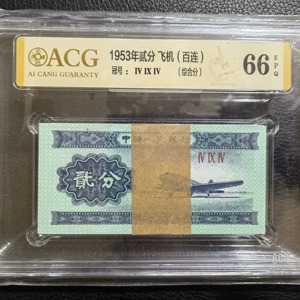 ACG
AI CANG GUARANTY
1953年贰分 飞机（百连）
冠号： IV IX IV （综合分）
66
EPQ
中
IV IX IV
贰分